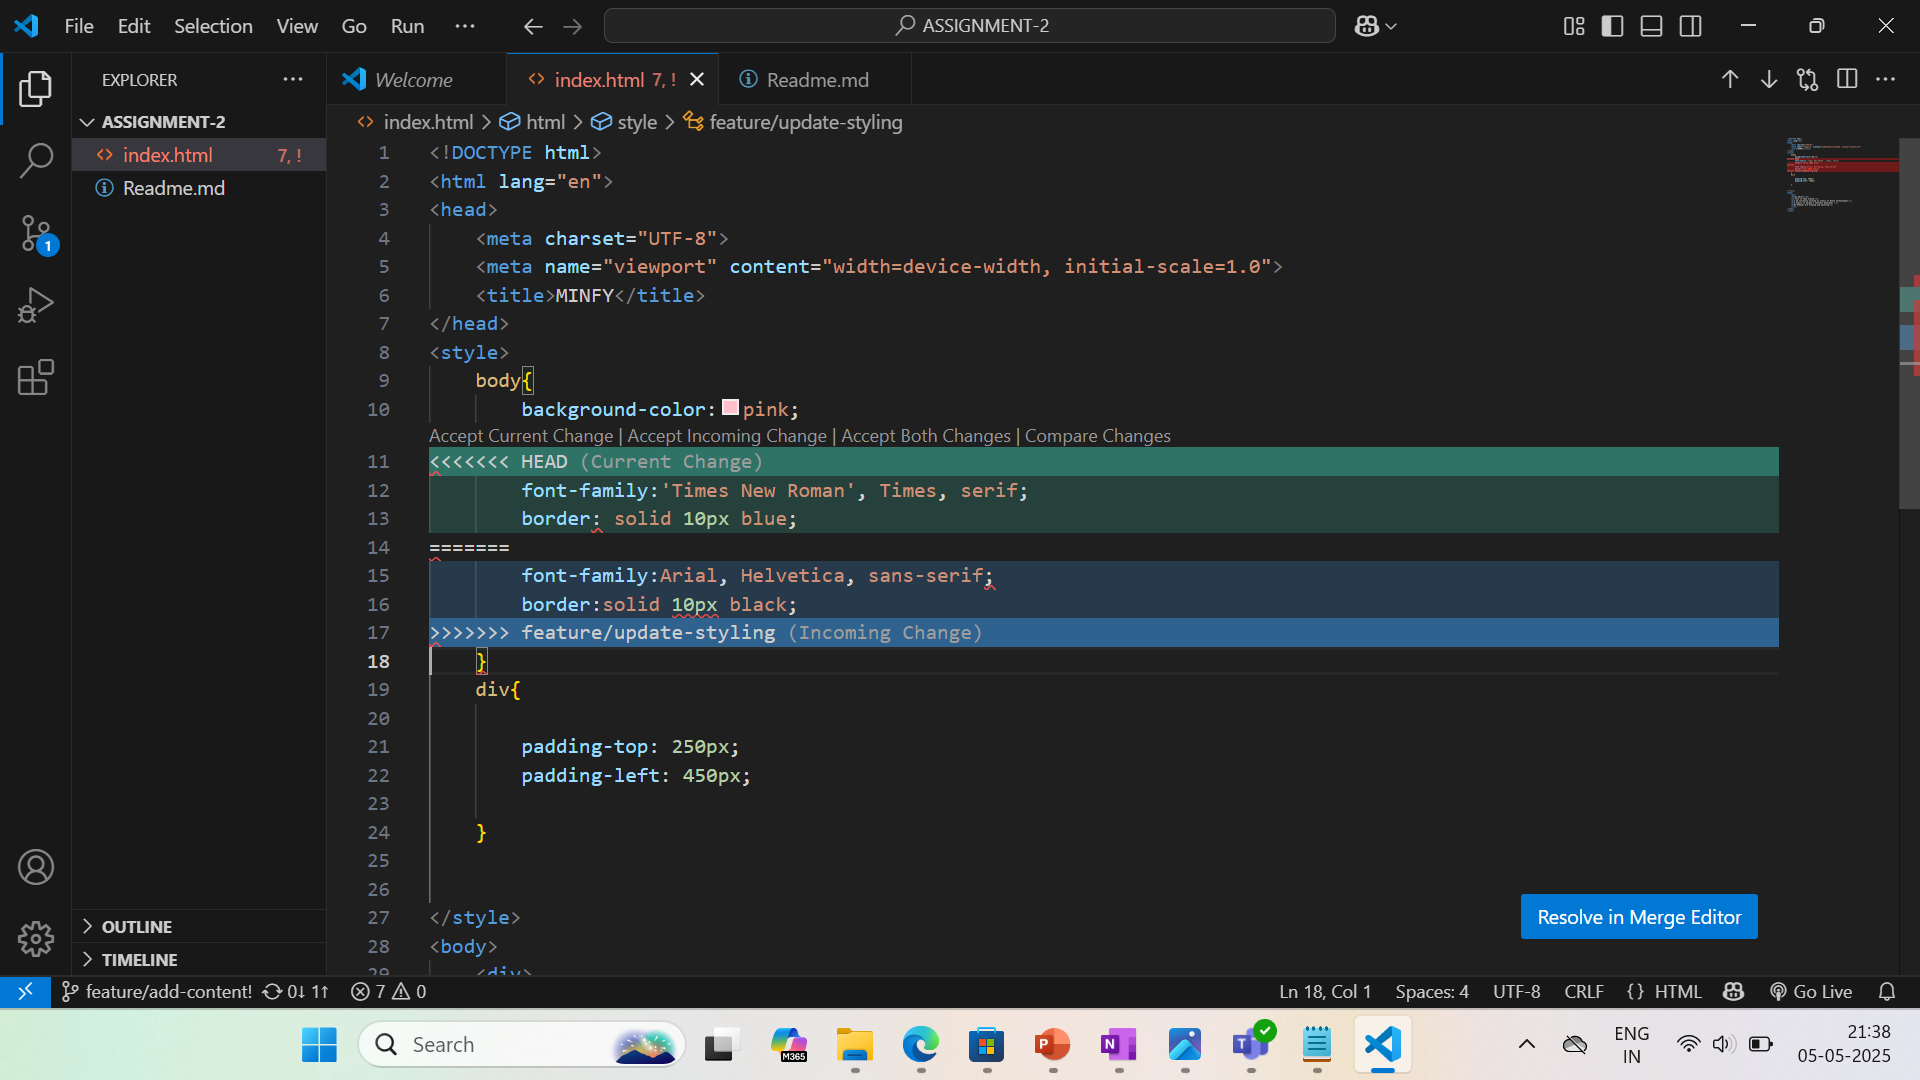 File Edit Selection View Go Run ··· ASSIGNMENT-2
EXPLORER ···
Welcome index.html 7, ! Readme.md
ASSIGNMENT-2
index.html 7, !
Readme.md
1
index.html > html > style > feature/update-styling
1 <!DOCTYPE html>
2 <html lang="en">
3 <head>
4 <meta charset="UTF-8">
5 <meta name="viewport" content="width=device-width, initial-scale=1.0">
6 <title>MINFY</title>
7 </head>
8 <style>
9 body{
10 background-color: pink;
Accept Current Change | Accept Incoming Change | Accept Both Changes | Compare Changes
11 <<<<<<< HEAD (Current Change)
12 font-family:'Times New Roman', Times, serif;
13 border: solid 10px blue;
14 =======
15 font-family:Arial, Helvetica, sans-serif;
16 border:solid 10px black;
17 >>>>>>> feature/update-styling (Incoming Change)
18 }
19 div{
20
21 padding-top: 250px;
22 padding-left: 450px;
23
24 }
25
26
27 </style>
28 <body>
29 <div>
Resolve in Merge Editor
OUTLINE
TIMELINE
feature/add-content! 0↓ 1↑ 7 0 Ln 18, Col 1 Spaces: 4 UTF-8 CRLF {} HTML Go Live
Search M365 P N T ENG
IN
21:38
05-05-2025